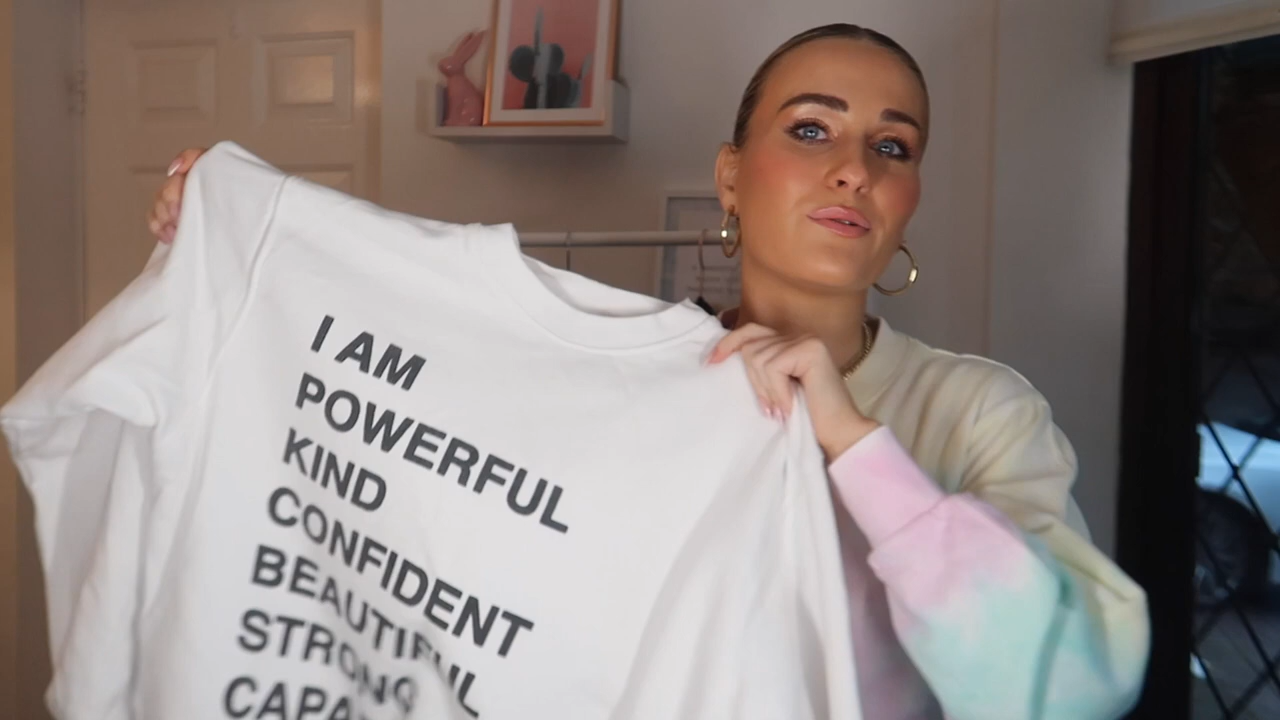 I AM
POWERFUL
KIND
CONFIDENT
BEAUTIFUL
STRONG